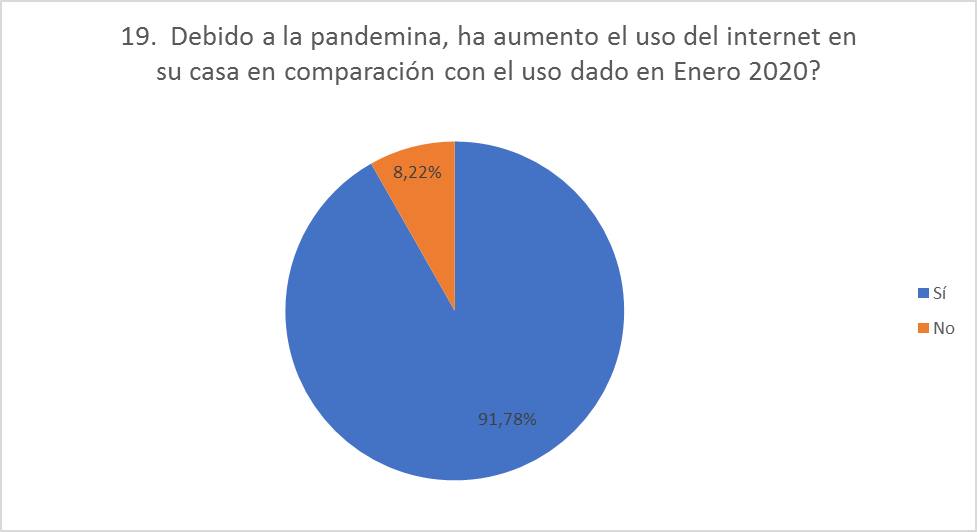 19.  Debido a la pandemina, ha aumento el uso del internet en
su casa en comparación con el uso dado en Enero 2020?
8,22%
91,78%
Sí
No